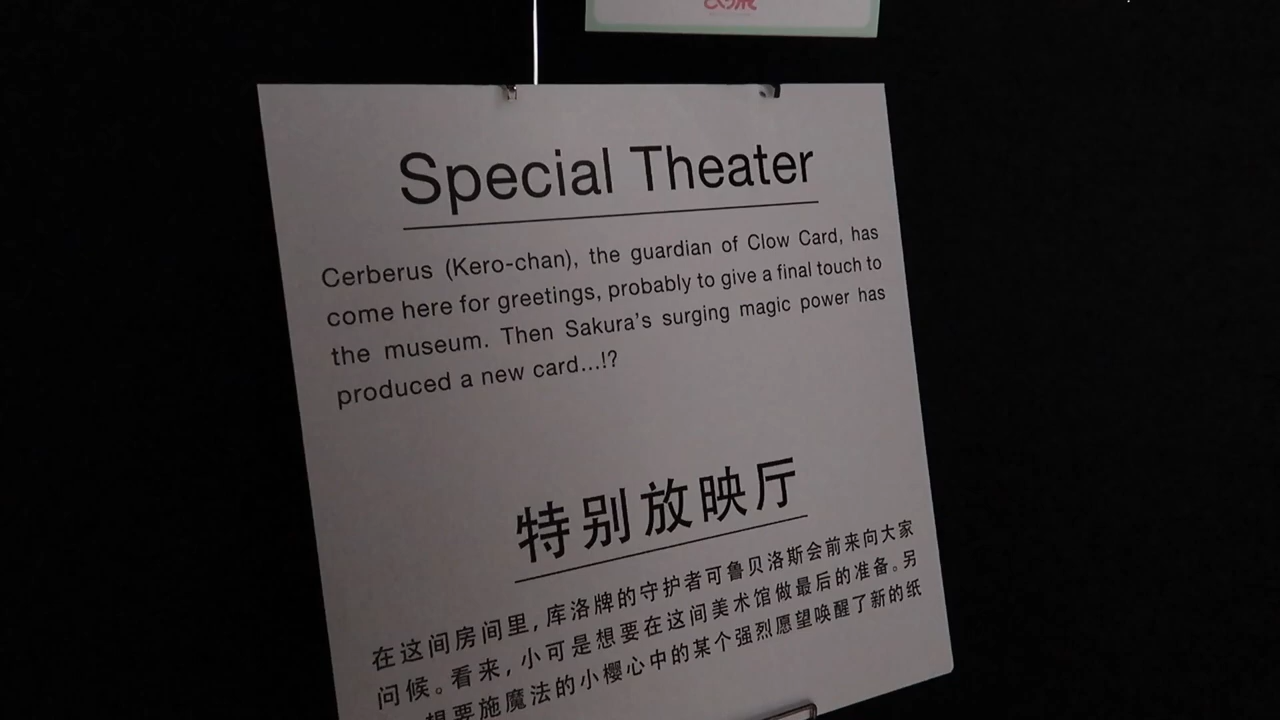 Special Theater
Cerberus (Kero-chan), the guardian of Clow Card, has
come here for greetings, probably to give a final touch to
the museum. Then Sakura's surging magic power has
produced a new card...!?
特别放映厅
在这间房间里,库洛牌的守护者可鲁贝洛斯会前来向大家
问候。看来,小可是想要在这间美术馆做最后的准备。另
想要施魔法的小樱心中的某个强烈愿望唤醒了新的纸